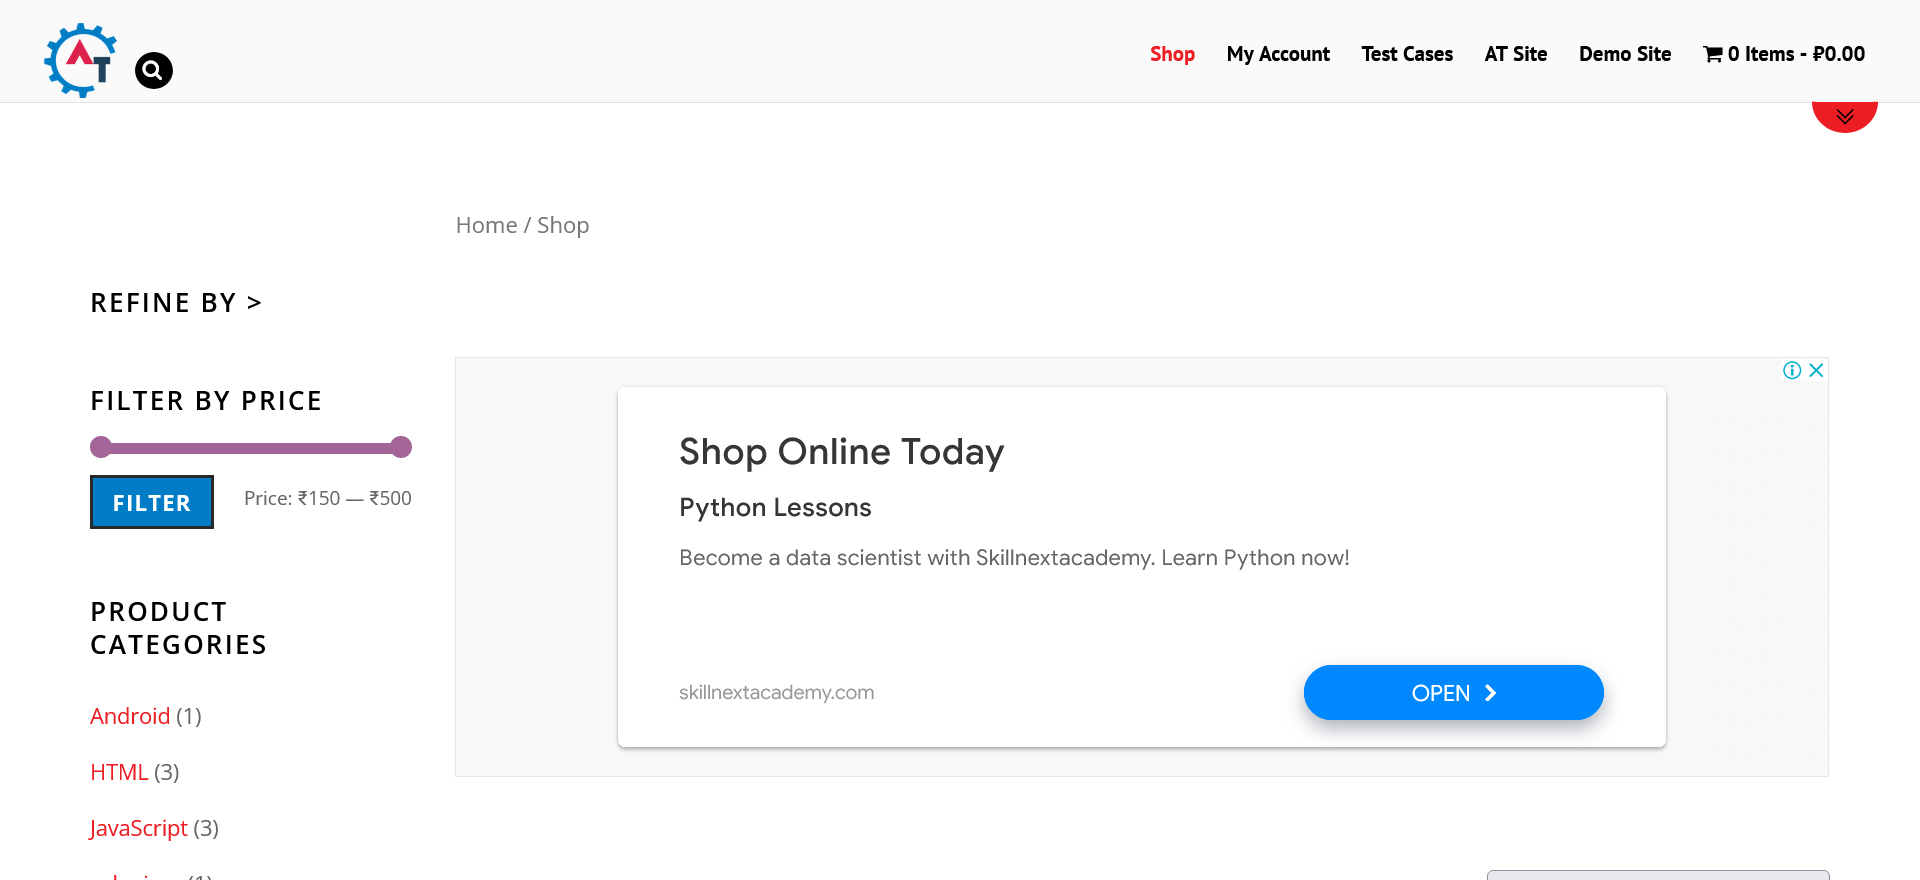 AT
Shop My Account Test Cases AT Site Demo Site 0 Items - ₽0.00
Home / Shop
REFINE BY >
FILTER BY PRICE
FILTER Price: ₹150 — ₹500
PRODUCT
CATEGORIES
Android (1)
HTML (3)
JavaScript (3)
Shop Online Today
Python Lessons
Become a data scientist with Skillnextacademy. Learn Python now!
skillnextacademy.com
OPEN